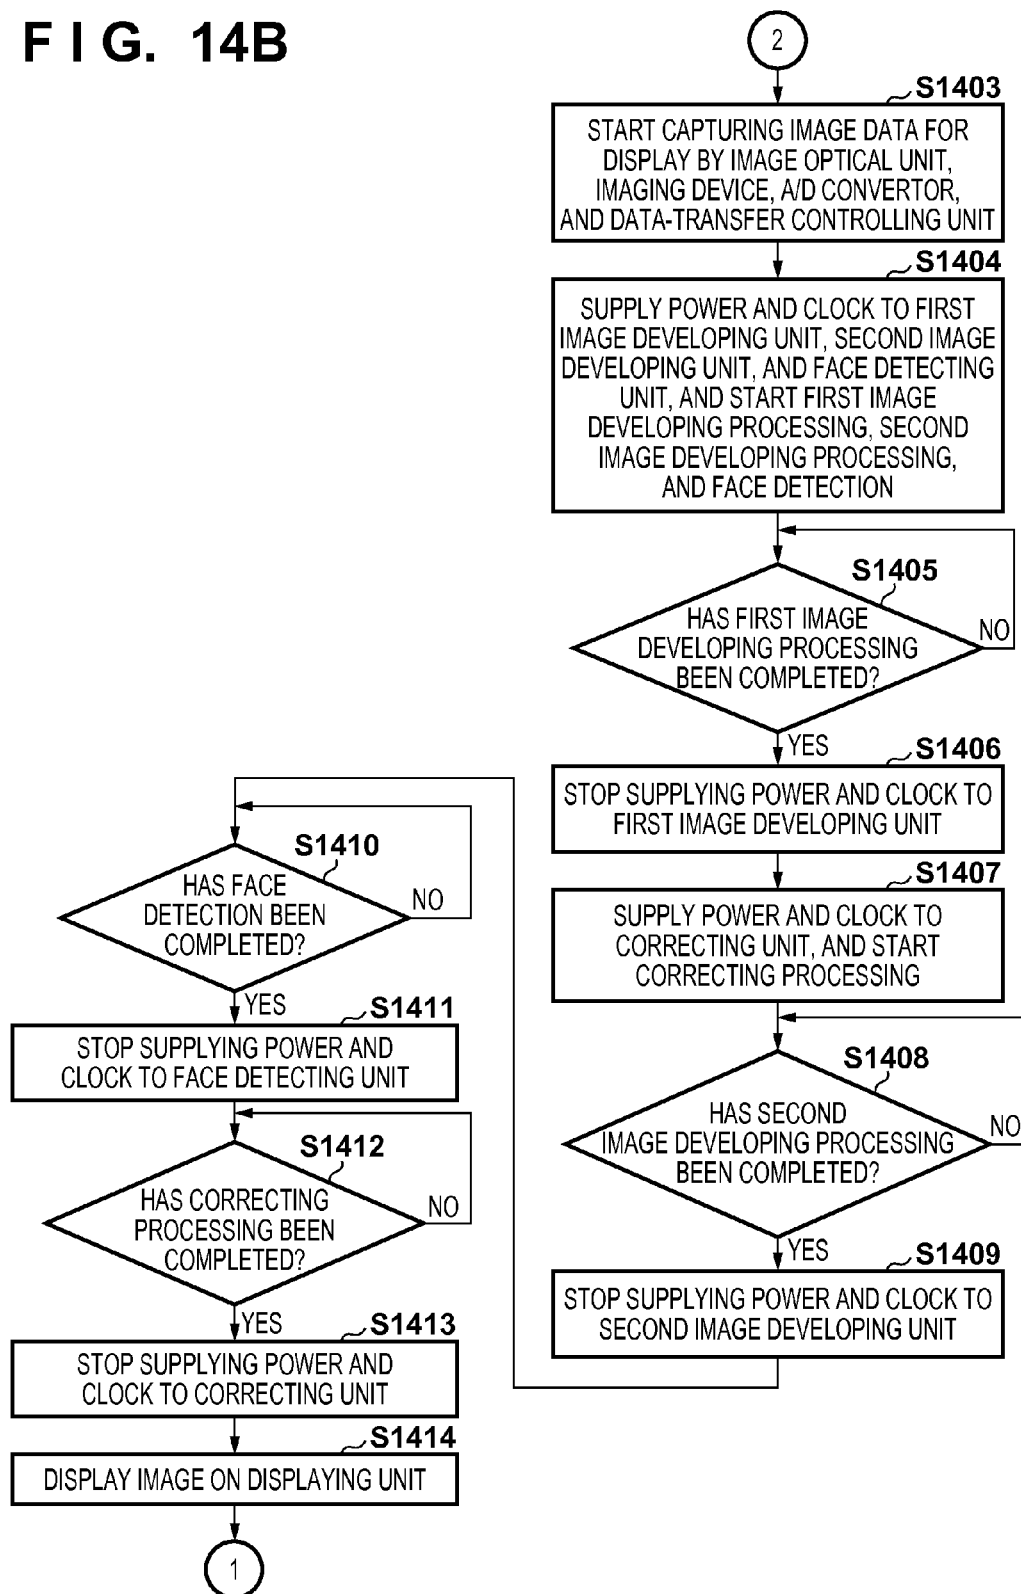 FIG. 14B
2
S1403
START CAPTURING IMAGE DATA FOR
DISPLAY BY IMAGE OPTICAL UNIT,
IMAGING DEVICE, A/D CONVERTOR,
AND DATA-TRANSFER CONTROLLING UNIT
S1404
SUPPLY POWER AND CLOCK TO FIRST
IMAGE DEVELOPING UNIT, SECOND IMAGE
DEVELOPING UNIT, AND FACE DETECTING
UNIT, AND START FIRST IMAGE
DEVELOPING PROCESSING, SECOND
IMAGE DEVELOPING PROCESSING,
AND FACE DETECTION
S1405
HAS FIRST IMAGE
DEVELOPING PROCESSING
BEEN COMPLETED?
NO
YES
S1406
STOP SUPPLYING POWER AND CLOCK TO
FIRST IMAGE DEVELOPING UNIT
S1407
SUPPLY POWER AND CLOCK TO
CORRECTING UNIT, AND START
CORRECTING PROCESSING
S1408
HAS SECOND
IMAGE DEVELOPING PROCESSING
BEEN COMPLETED?
NO
YES
S1409
STOP SUPPLYING POWER AND CLOCK TO
SECOND IMAGE DEVELOPING UNIT
S1410
HAS FACE
DETECTION BEEN
COMPLETED?
NO
YES
S1411
STOP SUPPLYING POWER AND
CLOCK TO FACE DETECTING UNIT
S1412
HAS CORRECTING
PROCESSING BEEN
COMPLETED?
NO
YES
S1413
STOP SUPPLYING POWER AND
CLOCK TO CORRECTING UNIT
S1414
DISPLAY IMAGE ON DISPLAYING UNIT
1